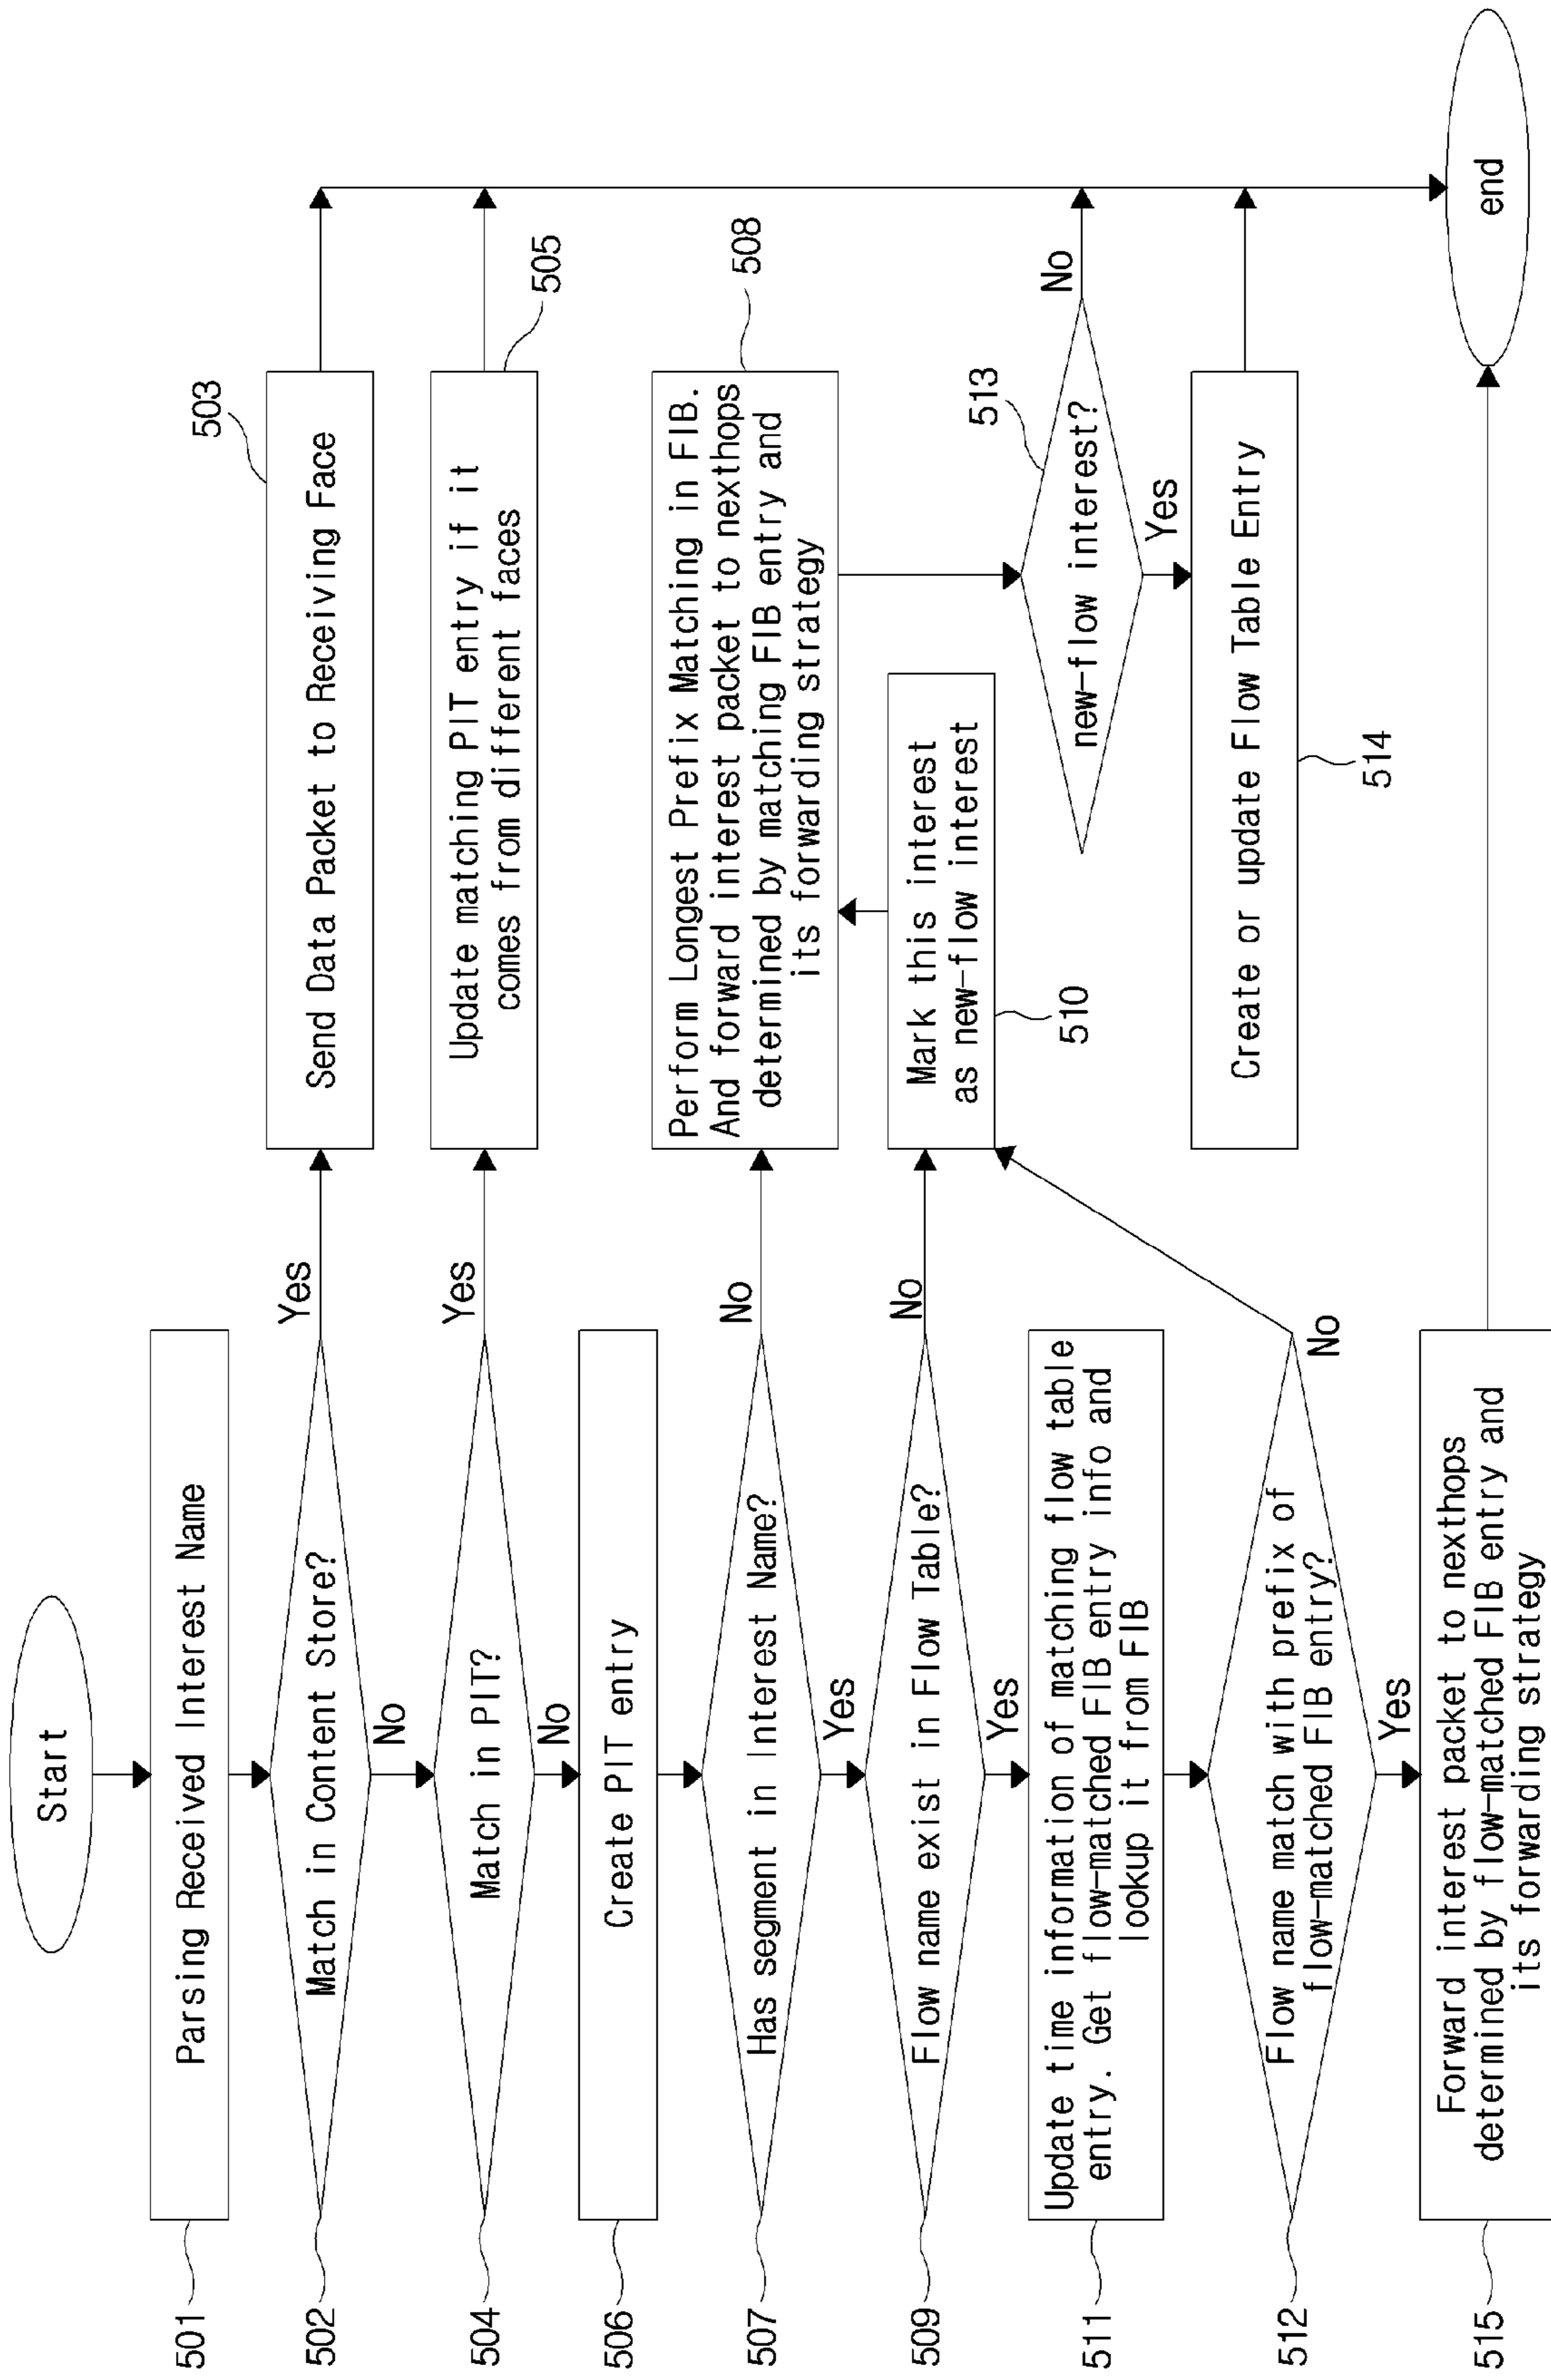 Start
501
Parsing Received Interest Name
502
Match in Content Store?
Yes
No
503
Send Data Packet to Receiving Face
504
Match in PIT?
Yes
No
505
Update matching PIT entry if it
comes from different faces
506
Create PIT entry
507
Has segment in Interest Name?
No
Yes
508
Perform Longest Prefix Matching in FIB.
And forward interest packet to nexthops
determined by matching FIB entry and
its forwarding strategy
509
Flow name exist in Flow Table?
No
Yes
Mark this interest
as new-flow interest
510
511
Update time information of matching flow table
entry. Get flow-matched FIB entry info and
lookup it from FIB
512
Flow name match with prefix of
flow-matched FIB entry?
No
Yes
513
new-flow interest?
No
Yes
Create or update Flow Table Entry
514
515
Forward interest packet to nexthops
determined by flow-matched FIB entry and
its forwarding strategy
end